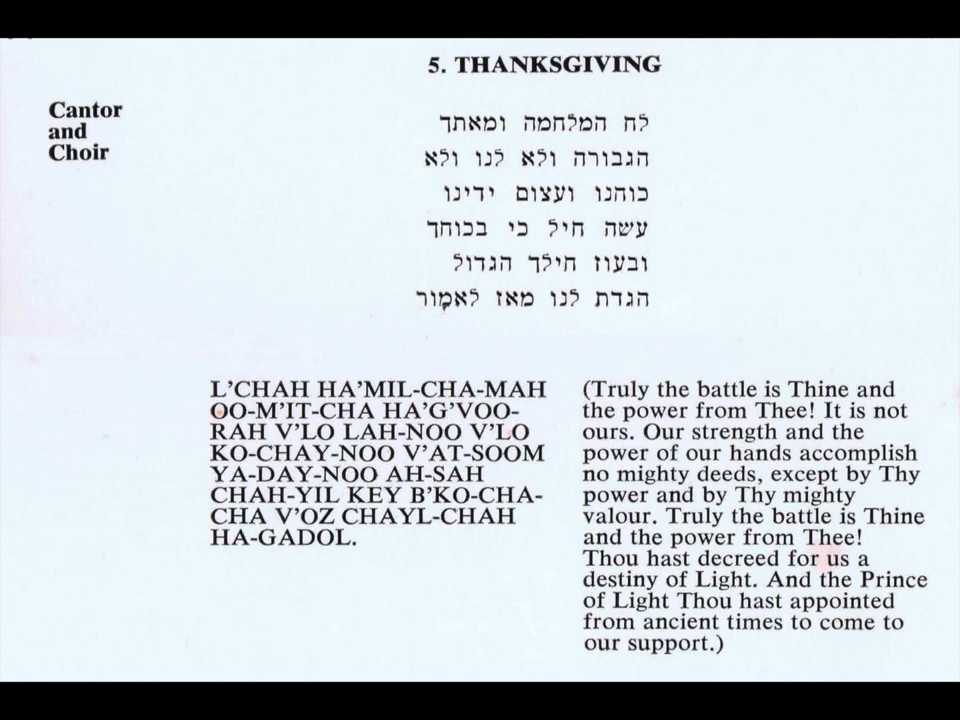 5. THANKSGIVING
Cantor
and
Choir
לח המלחמה ומאתך
הגבורה ולא לנו ולא
כוחנו ועצום ידינו
עשה חיל כי בכוחך
ובעוז חילך הגדול
הגדת לנו מאז לאמָור
L'CHAH HA'MIL-CHA-MAH
OO-M'IT-CHA HA'G'VOO-
RAH V'LO LAH-NOO V'LO
KO-CHAY-NOO V'AT-SOOM
YA-DAY-NOO AH-SAH
CHAH-YIL KEY B'KO-CHA-
CHA V'OZ CHAYL-CHAH
HA-GADOL.
(Truly the battle is Thine and
the power from Thee! It is not
ours. Our strength and the
power of our hands accomplish
no mighty deeds, except by Thy
power and by Thy mighty
valour. Truly the battle is Thine
and the power from Thee!
Thou hast decreed for us a
destiny of Light. And the Prince
of Light Thou hast appointed
from ancient times to come to
our support.)